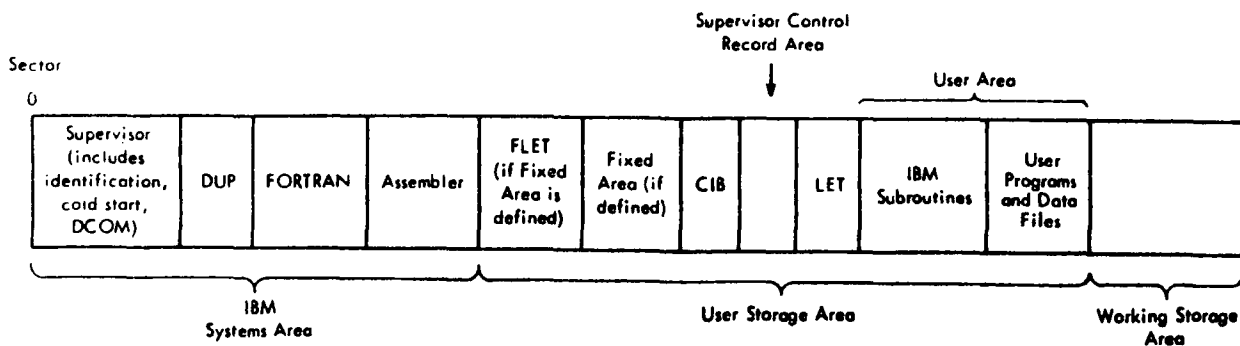 Supervisor Control
Record Area
Sector
0
User Area
Supervisor
(includes
identification,
cold start,
DCOM)
DUP
FORTRAN
Assembler
FLET
(if Fixed
Area is
defined)
Fixed
Area (if
defined)
CIB
LET
IBM
Subroutines
User
Programs
and Data
Files
IBM
Systems Area
User Storage Area
Working Storage
Area